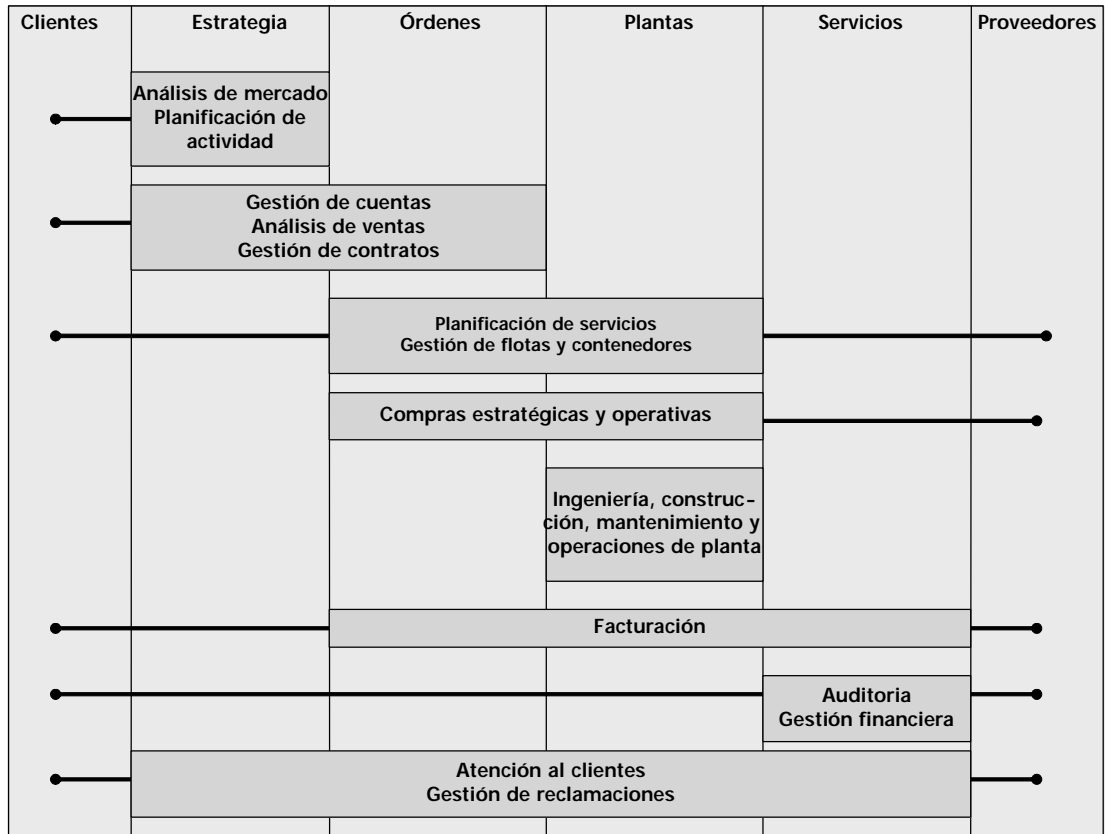 Clientes
Estrategia
Órdenes
Plantas
Servicios
Proveedores
Análisis de mercado
Planificación de
actividad
Gestión de cuentas
Análisis de ventas
Gestión de contratos
Planificación de servicios
Gestión de flotas y contenedores
Compras estratégicas y operativas
Ingeniería, construc-
ción, mantenimiento y
operaciones de planta
Facturación
Auditoria
Gestión financiera
Atención al clientes
Gestión de reclamaciones